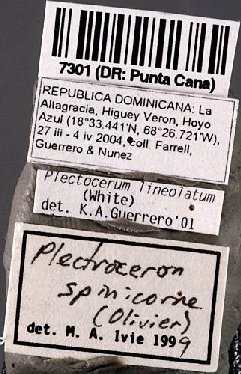 7301 (DR: Punta Cana)
REPUBLICA DOMINICANA: La
Altagracia, Higuey Veron, Hoyo
Azul (18°33.441'N, 68°26.721'W),
27 iii - 4 iv 2004, Coll. Farrell,
Guerrero & Nunez
Plectocerum lineolatum
(White)
det. K.A.Guerrero'01
Plectroceron
spinicorne
(Olivier)
det. M. A. Ivie 1999